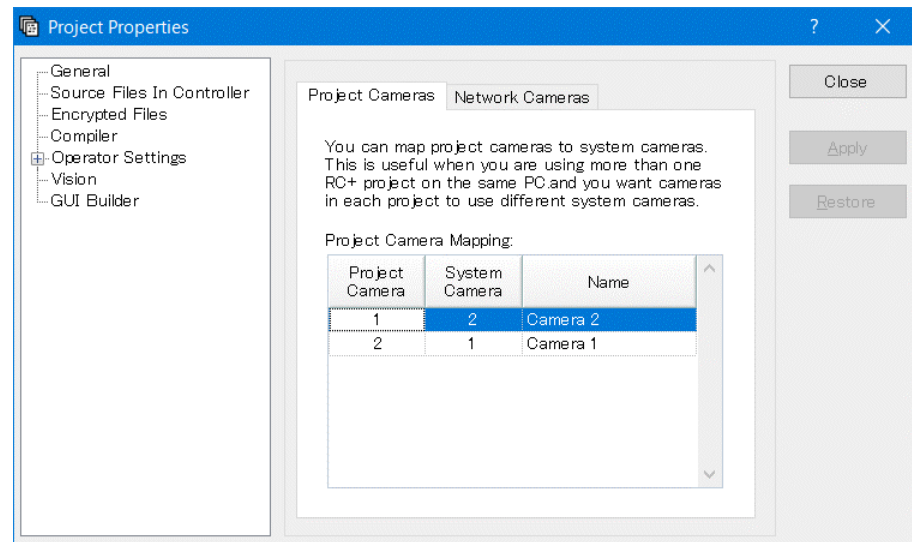 Project Properties
?
General
Source Files In Controller
Encrypted Files
Compiler
Operator Settings
Vision
GUI Builder
Project Cameras
Network Cameras
You can map project cameras to system cameras.
This is useful when you are using more than one
RC+ project on the same PC.and you want cameras
in each project to use different system cameras.
Project Camera Mapping:
Project Camera
System Camera
Name
1 2 Camera 2
2 1 Camera 1
Close
Apply
Restore